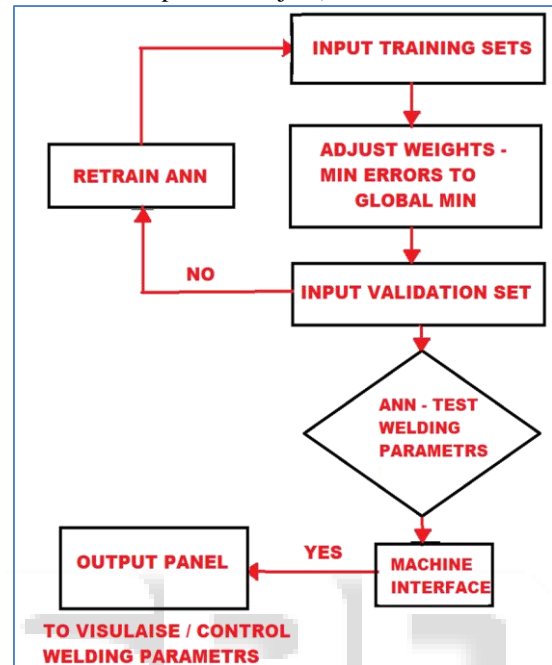 INPUT TRAINING SETS
ADJUST WEIGHTS -
MIN ERRORS TO
GLOBAL MIN
RETRAIN ANN
NO
INPUT VALIDATION SET
ANN - TEST
WELDING
PARAMETRS
YES
OUTPUT PANEL
MACHINE
INTERFACE
TO VISULAISE / CONTROL
WELDING PARAMETRS